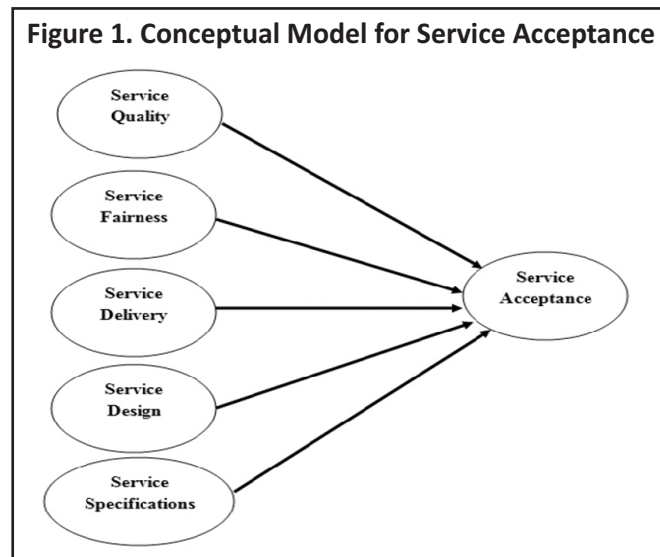 Figure 1. Conceptual Model for Service Acceptance
Service
Quality
Service
Fairness
Service
Delivery
Service
Design
Service
Specifications
Service
Acceptance